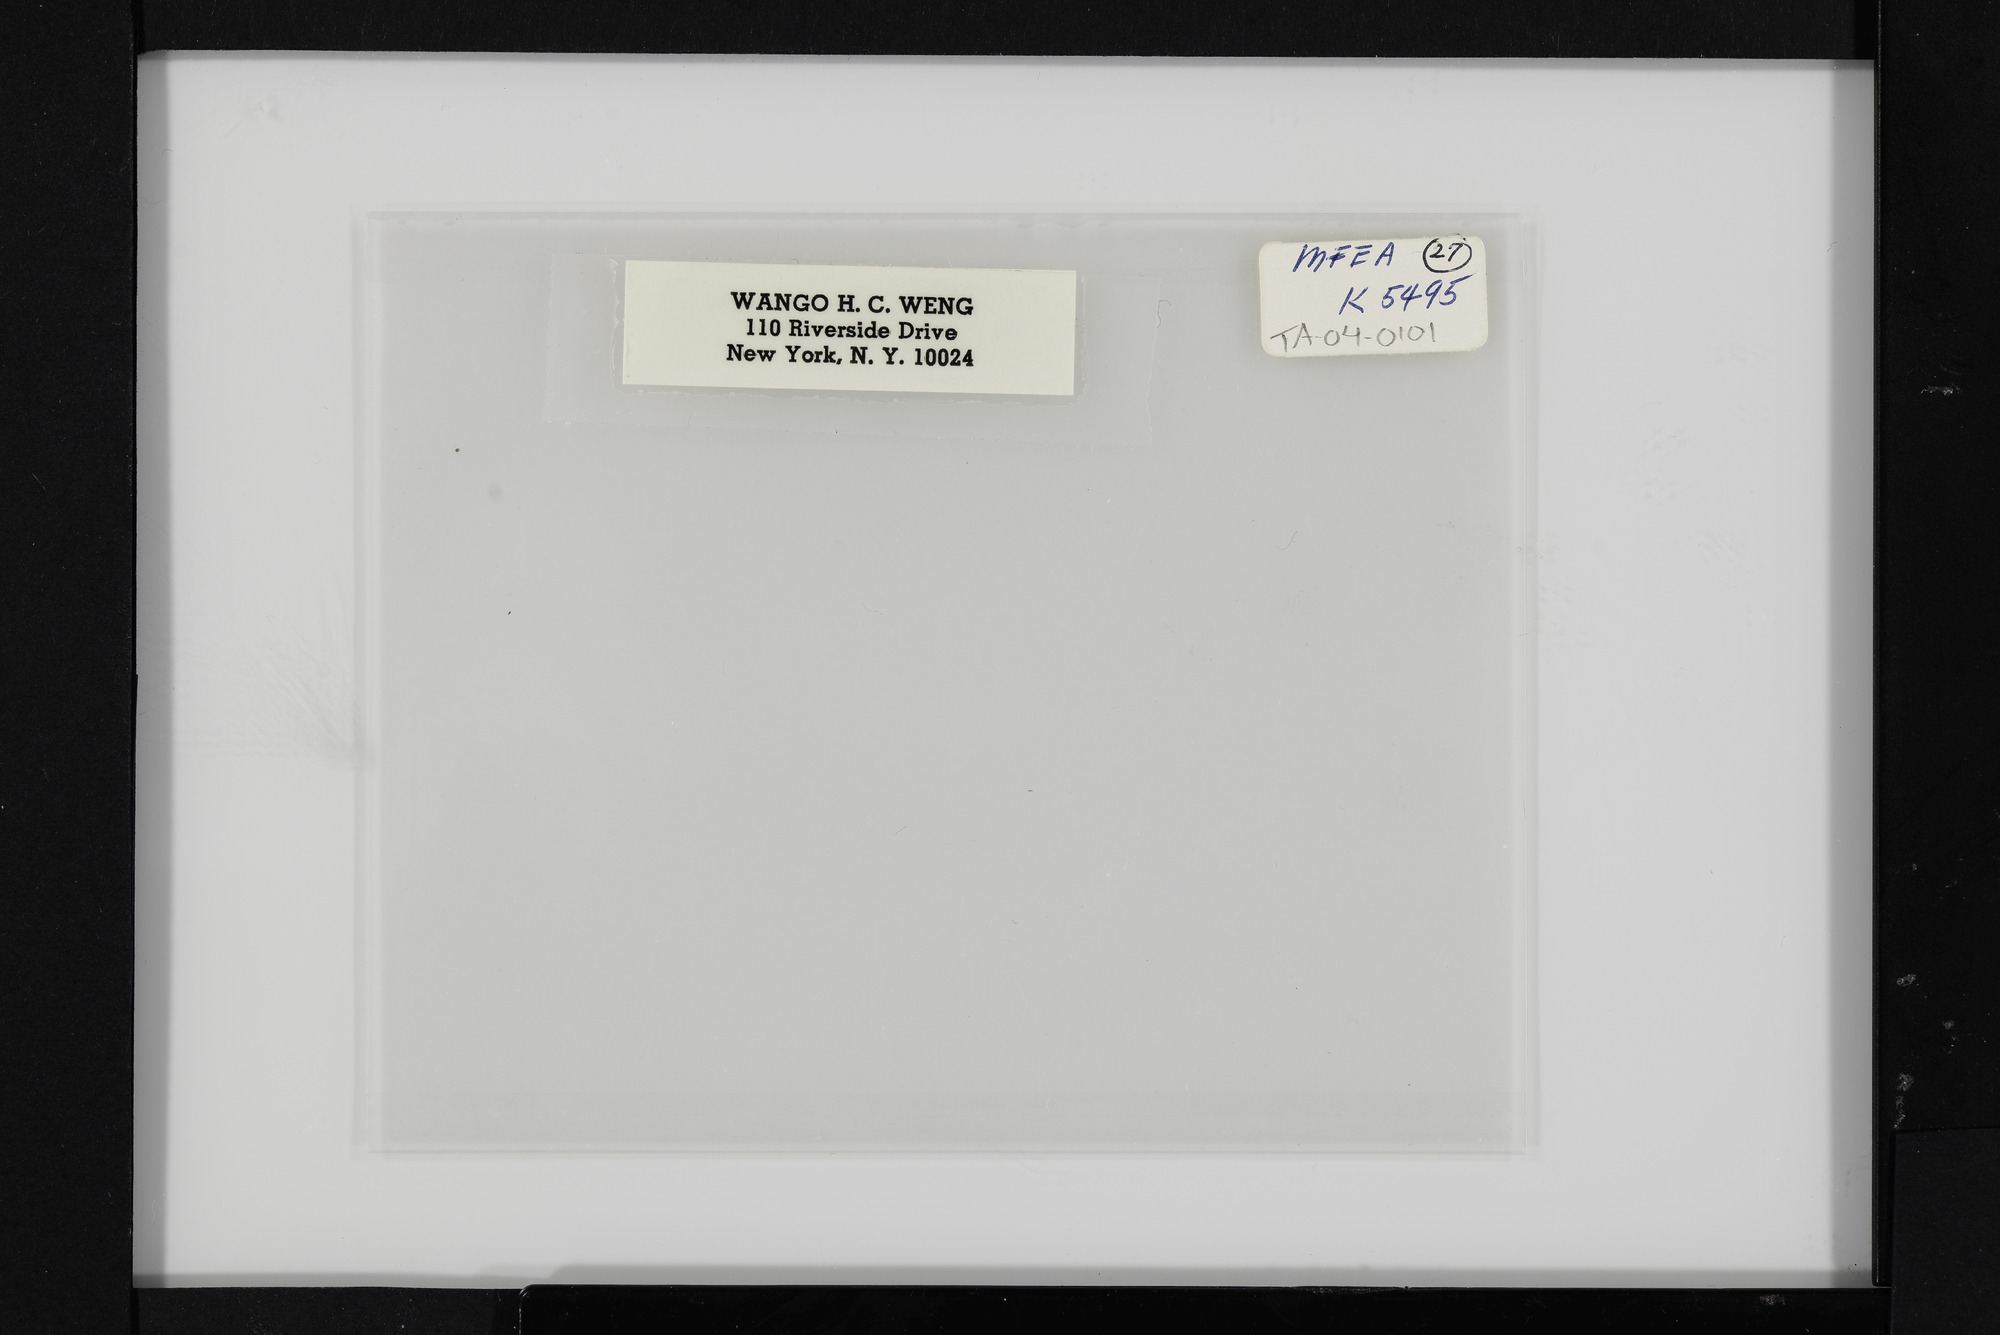 WANGO H. C. WENG
110 Riverside Drive
New York, N. Y. 10024
MFEA 27
K 5495
TA-04-0101